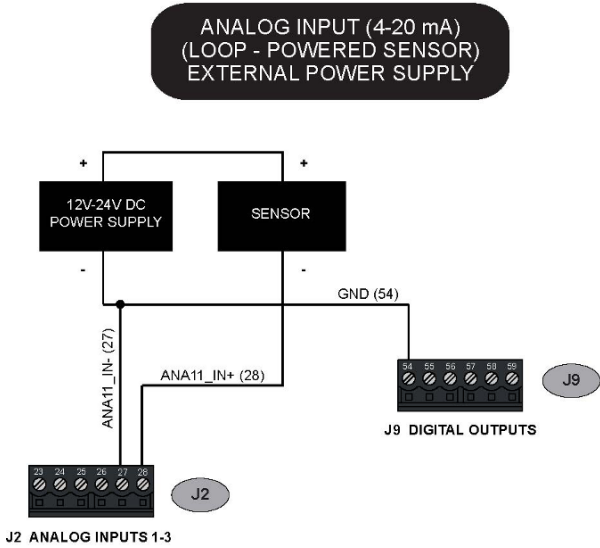 ANALOG INPUT (4-20 mA)
(LOOP - POWERED SENSOR)
EXTERNAL POWER SUPPLY
+ +
12V-24V DC
POWER SUPPLY
SENSOR
- -
GND (54)
ANA11_IN- (27)
ANA11_IN+ (28)
54 55 56 57 58 59
J9
J9 DIGITAL OUTPUTS
23 24 25 26 27 28
J2
J2 ANALOG INPUTS 1-3